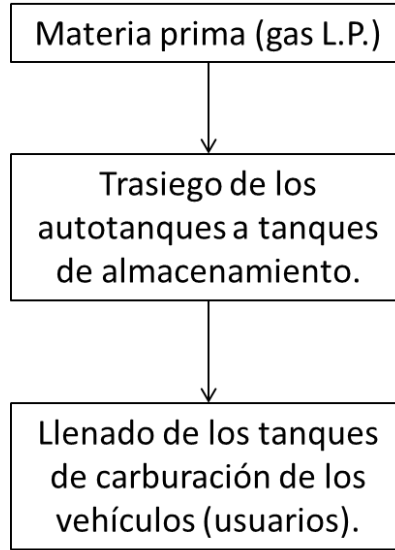 Materia prima (gas L.P.)
Trasiego de los
autotanques a tanques
de almacenamiento.
Llenado de los tanques
de carburación de los
vehículos (usuarios).